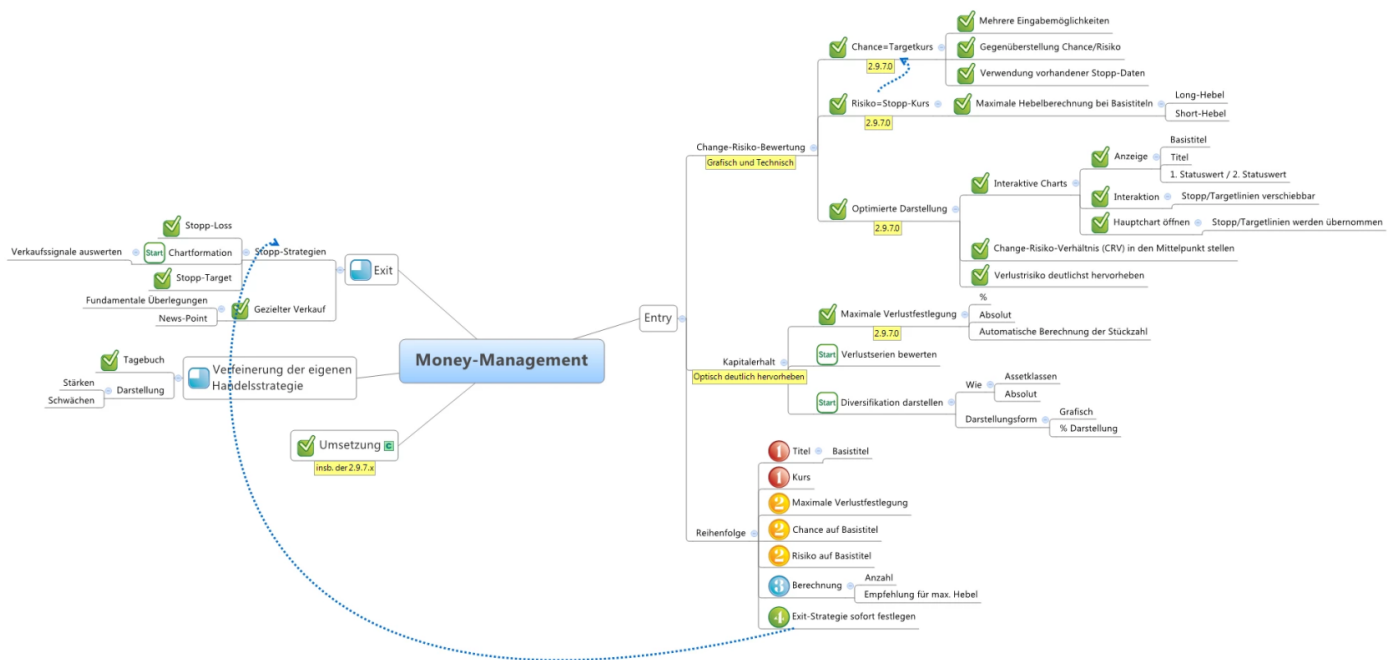 Money-Management
Entry
Change-Risiko-Bewertung
Grafisch und Technisch
Chance=Targetkurs
2.9.7.0
Mehrere Eingabemöglichkeiten
Gegenüberstellung Chance/Risiko
Verwendung vorhandener Stopp-Daten
Risiko=Stopp-Kurs
2.9.7.0
Maximale Hebelberechnung bei Basistiteln
Long-Hebel
Short-Hebel
Optimierte Darstellung
2.9.7.0
Interaktive Charts
Anzeige
Basistitel
Titel
1. Statuswert / 2. Statuswert
Interaktion
Stopp/Targetlinien verschiebbar
Hauptchart öffnen
Stopp/Targetlinien werden übernommen
Change-Risiko-Verhältnis (CRV) in den Mittelpunkt stellen
Verlustrisiko deutlichst hervorheben
Kapitalerhalt
Optisch deutlich hervorheben
Maximale Verlustfestlegung
2.9.7.0
%
Absolut
Automatische Berechnung der Stückzahl
Start
Verlustserien bewerten
Start
Diversifikation darstellen
Wie
Assetklassen
Absolut
Darstellungsform
Grafisch
% Darstellung
Reihenfolge
1 Titel
Basistitel
1 Kurs
2 Maximale Verlustfestlegung
2 Chance auf Basistitel
2 Risiko auf Basistitel
3 Berechnung
Anzahl
Empfehlung für max. Hebel
4 Exit-Strategie sofort festlegen
Exit
Stopp-Strategien
Stopp-Loss
Start
Chartformation
Verkaufssignale auswerten
Stopp-Target
Gezielter Verkauf
Fundamentale Überlegungen
News-Point
Verfeinerung der eigenen
Handelsstrategie
Tagebuch
Darstellung
Stärken
Schwächen
Umsetzung
C
insb. der 2.9.7.x